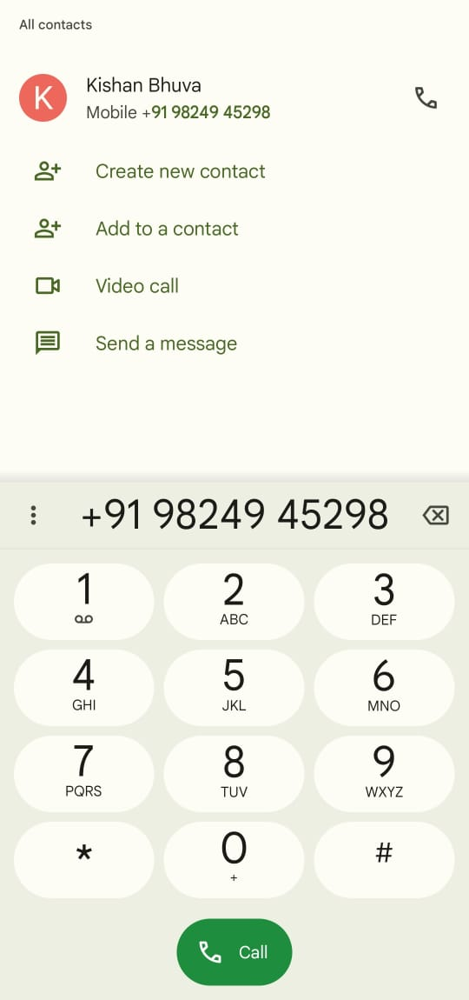 All contacts
K
Kishan Bhuva
Mobile +91 98249 45298
Create new contact
Add to a contact
Video call
Send a message
+91 98249 45298
1 2 3
ABC DEF
4 5 6
GHI JKL MNO
7 8 9
PQRS TUV WXYZ
* 0 #
+
Call